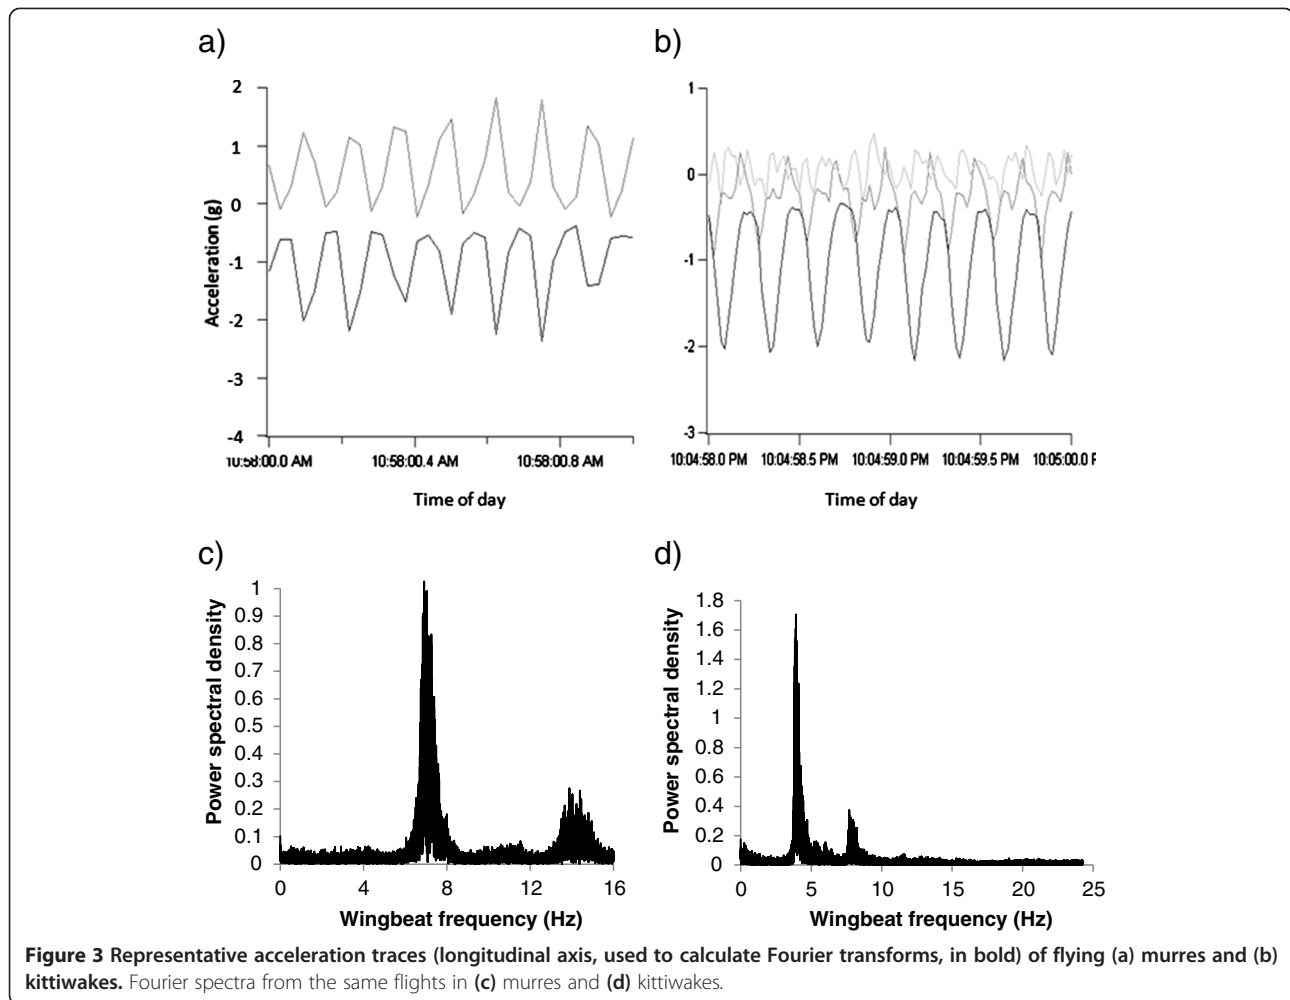 a)
b)
2
1
0
-1
-2
-3
-4
Acceleration (g)
10:58:00.0 AM 10:58:00.4 AM 10:58:00.8 AM
Time of day
1
0
-1
-2
-3
10:04:58.0 PM 10:04:58.5 PM 10:04:59.0 PM 10:04:59.5 PM 10:05:00.0 P
Time of day
c)
d)
1
0.9
0.8
0.7
0.6
0.5
0.4
0.3
0.2
0.1
0
Power spectral density
0 4 8 12 16
Wingbeat frequency (Hz)
1.8
1.6
1.4
1.2
1
0.8
0.6
0.4
0.2
0
Power spectral density
0 5 10 15 20 25
Wingbeat frequency (Hz)
Figure 3 Representative acceleration traces (longitudinal axis, used to calculate Fourier transforms, in bold) of flying (a) murres and (b)
kittiwakes. Fourier spectra from the same flights in (c) murres and (d) kittiwakes.